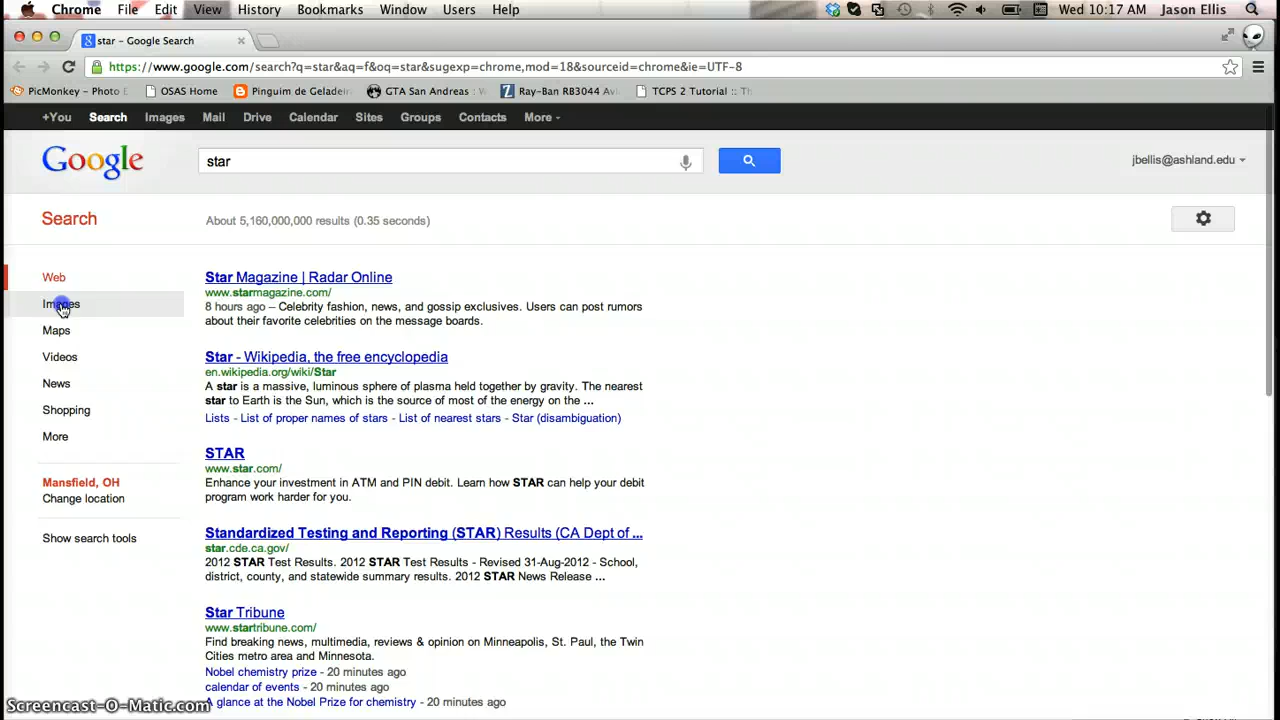 Chrome File Edit View History Bookmarks Window Users Help Wed 10:17 AM Jason Ellis
star – Google Search
https://www.google.com/search?q=star&aq=f&oq=star&sugexp=chrome,mod=18&sourceid=chrome&ie=UTF-8
PicMonkey – Photo E OSAS Home Pinguim de Geladeir GTA San Andreas : Ray-Ban RB3044 Avi TCPS 2 Tutorial :: Th
+You Search Images Mail Drive Calendar Sites Groups Contacts More
Google star jbellis@ashland.edu
Search About 5,160,000,000 results (0.35 seconds)
Web
Images
Maps
Videos
News
Shopping
More
Mansfield, OH
Change location
Show search tools
Star Magazine | Radar Online
www.starmagazine.com/
8 hours ago – Celebrity fashion, news, and gossip exclusives. Users can post rumors
about their favorite celebrities on the message boards.
Star - Wikipedia, the free encyclopedia
en.wikipedia.org/wiki/Star
A star is a massive, luminous sphere of plasma held together by gravity. The nearest
star to Earth is the Sun, which is the source of most of the energy on the ...
Lists - List of proper names of stars - List of nearest stars - Star (disambiguation)
STAR
www.star.com/
Enhance your investment in ATM and PIN debit. Learn how STAR can help your debit
program work harder for you.
Standardized Testing and Reporting (STAR) Results (CA Dept of ...
star.cde.ca.gov/
2012 STAR Test Results. 2012 STAR Test Results - Revised 31-Aug-2012 - School,
district, county, and statewide summary results. 2012 STAR News Release ...
Star Tribune
www.startribune.com/
Find breaking news, multimedia, reviews & opinion on Minneapolis, St. Paul, the Twin
Cities metro area and Minnesota.
Nobel chemistry prize - 20 minutes ago
calendar of events - 20 minutes ago
A glance at the Nobel Prize for chemistry - 20 minutes ago
Screencast-O-Matic.com